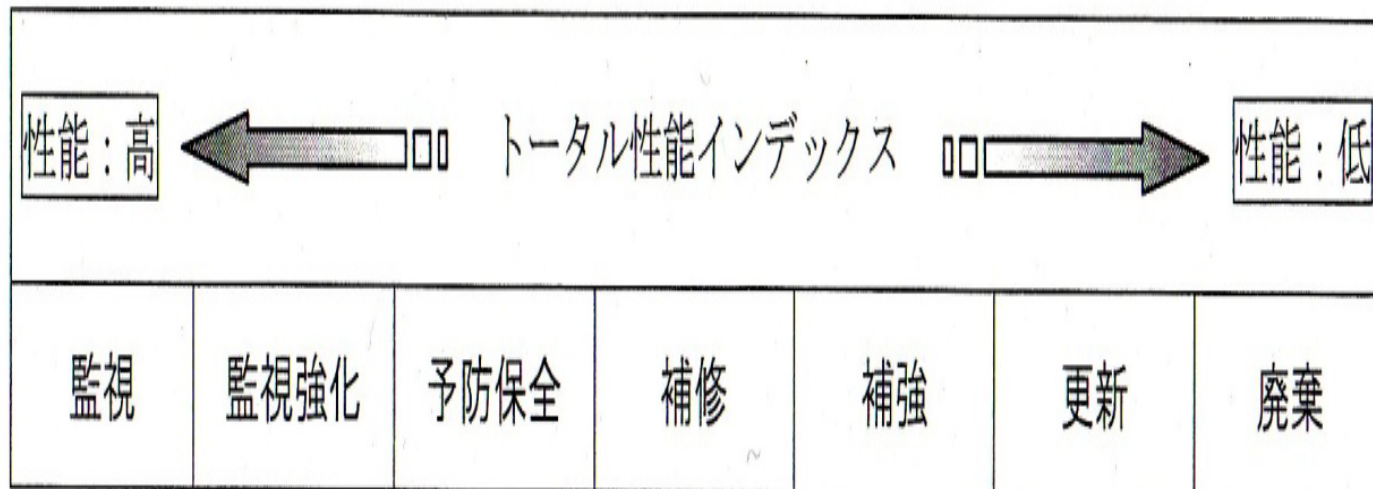 性能：高 トータル性能インデックス 性能：低
監視 監視強化 予防保全 補修 補強 更新 廃棄